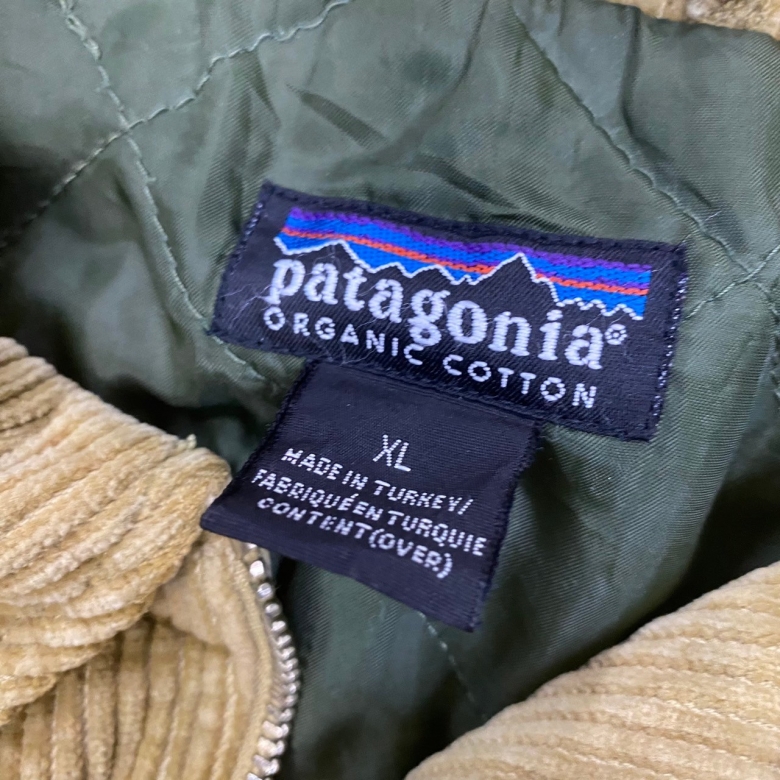 patagonia®
ORGANIC COTTON
XL
MADE IN TURKEY/
FABRIQUÉ EN TURQUIE
CONTENT (OVER)